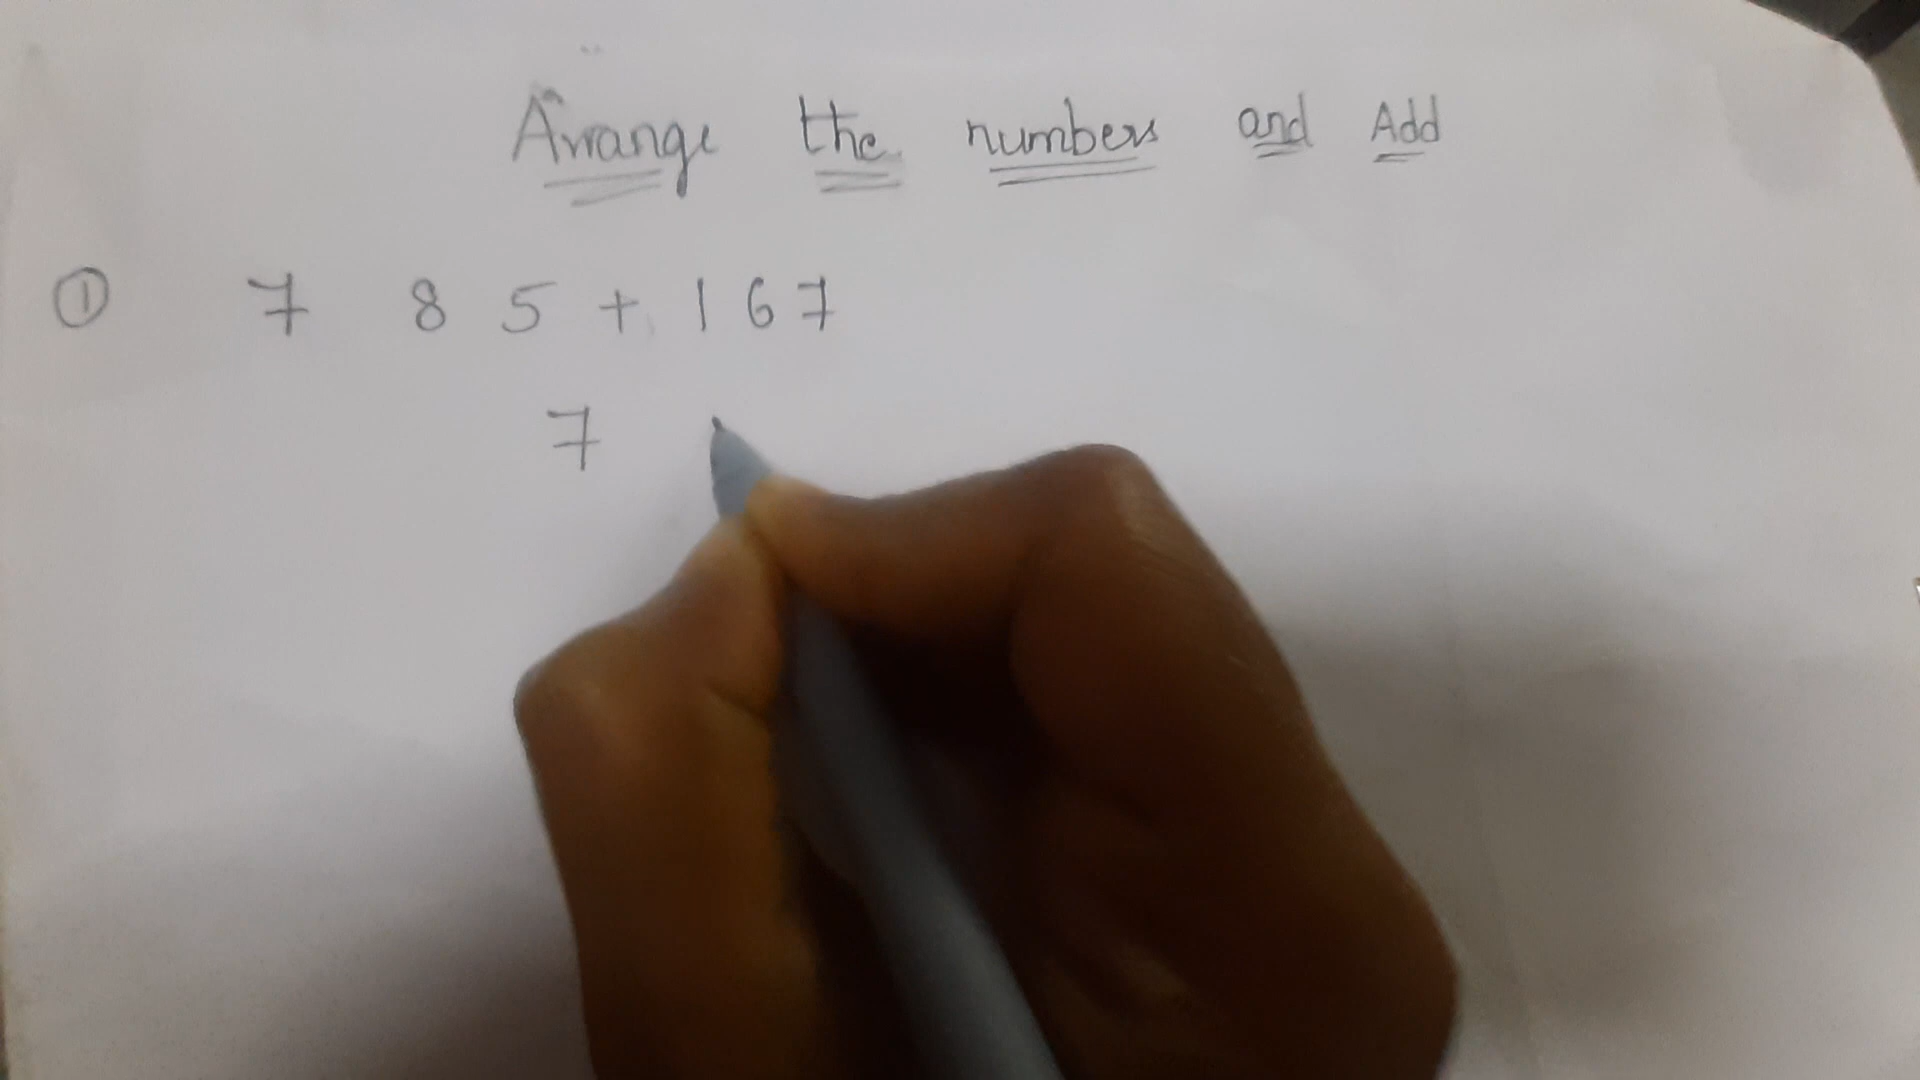 Arrange the numbers and Add
① 7 8 5 + 1 6 7
7